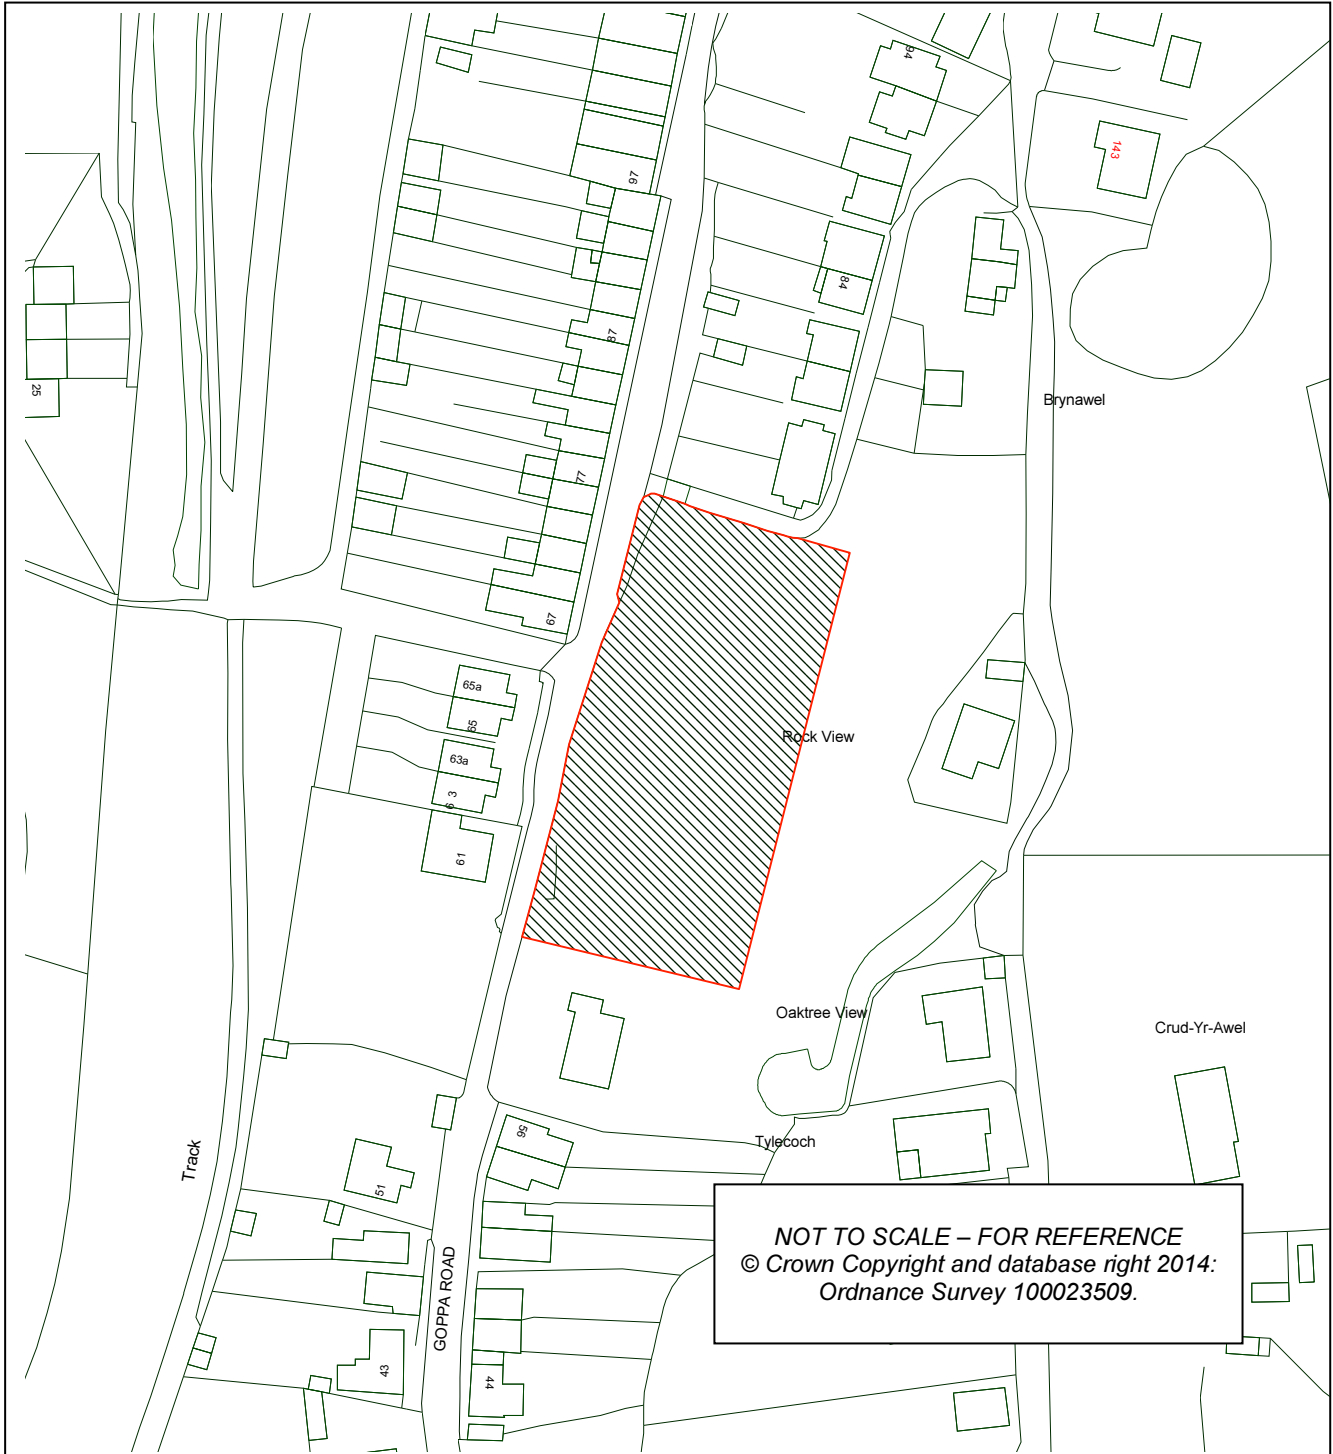 94
143
97
84
87
25
Brynawel
77
67
65a
65
Rock View
63a
6 3
61
Oaktree View
Crud-Yr-Awel
56
Tylecoch
Track
51
NOT TO SCALE – FOR REFERENCE
© Crown Copyright and database right 2014:
Ordnance Survey 100023509.
GOPPA ROAD
43
44